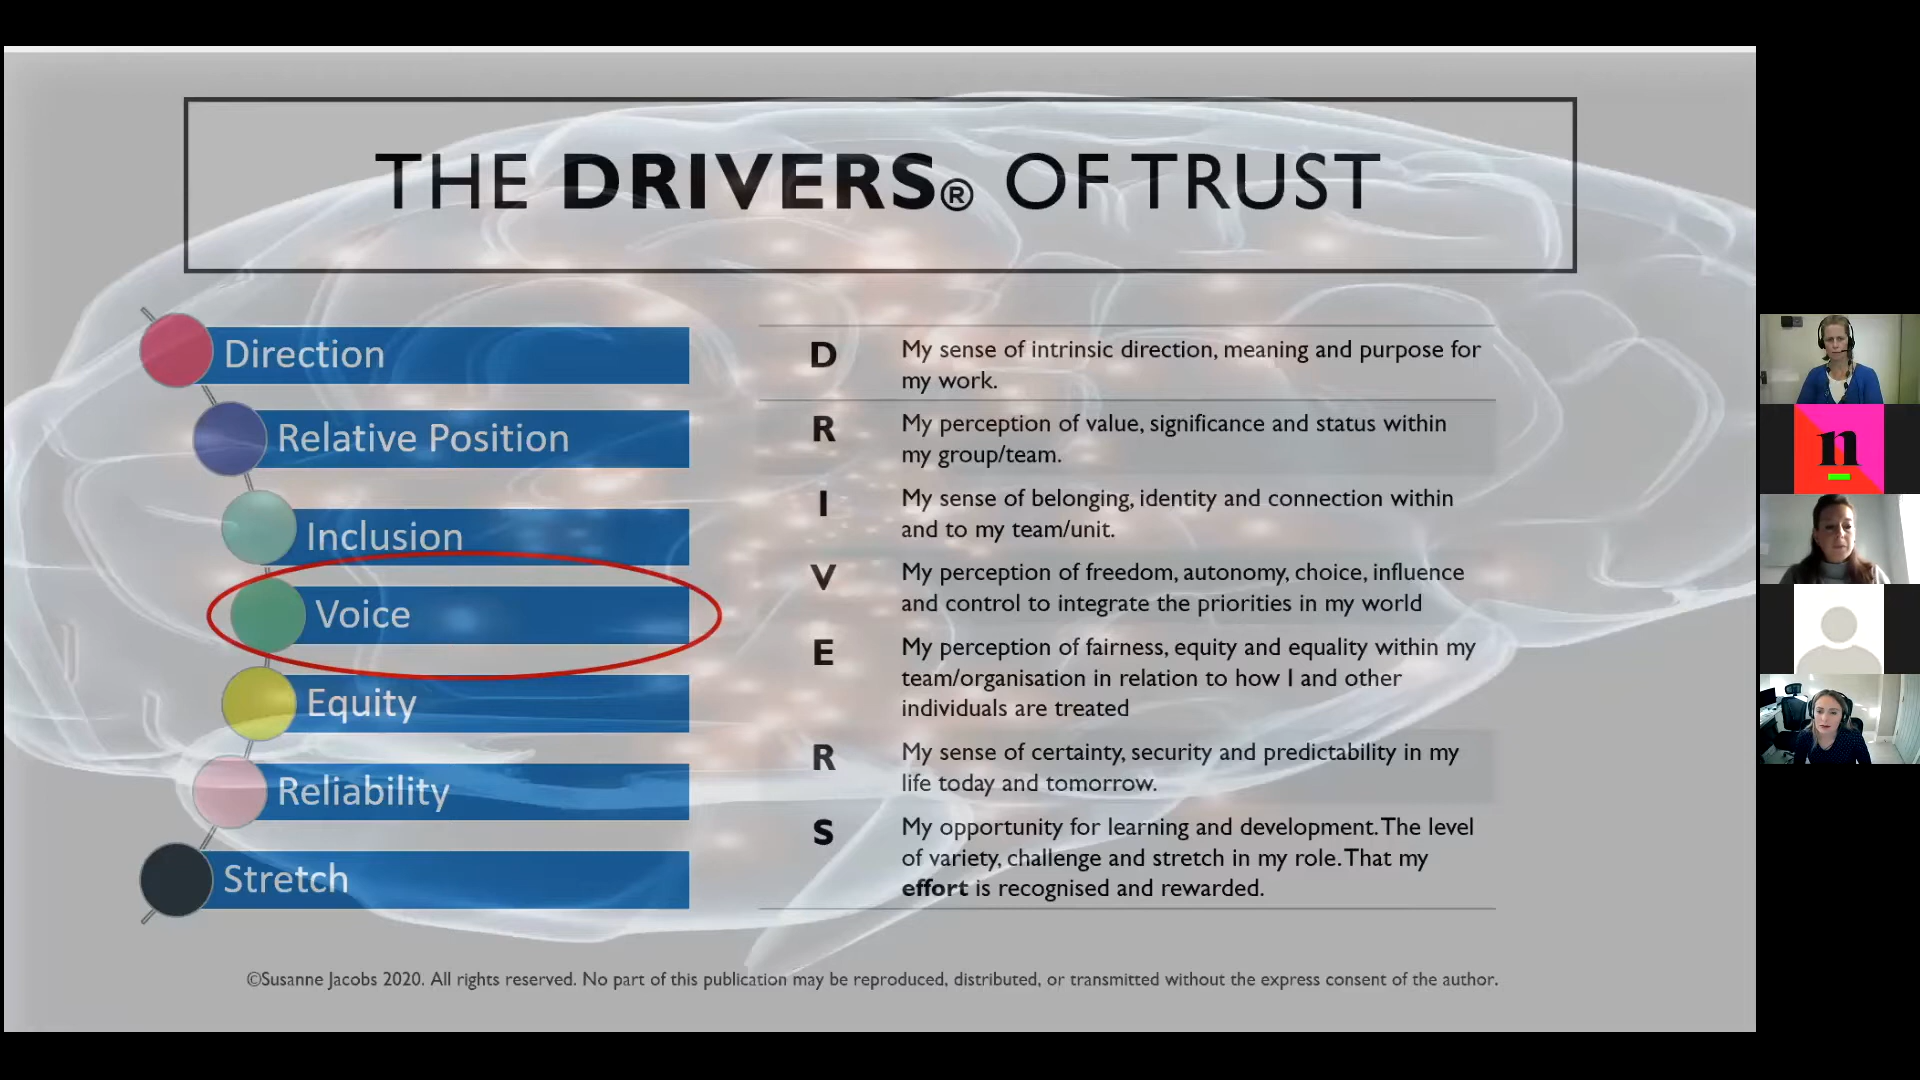 THE DRIVERS® OF TRUST
Direction
Relative Position
Inclusion
Voice
Equity
Reliability
Stretch
D
My sense of intrinsic direction, meaning and purpose for
my work.
R
My perception of value, significance and status within
my group/team.
I
My sense of belonging, identity and connection within
and to my team/unit.
V
My perception of freedom, autonomy, choice, influence
and control to integrate the priorities in my world
E
My perception of fairness, equity and equality within my
team/organisation in relation to how I and other
individuals are treated
R
My sense of certainty, security and predictability in my
life today and tomorrow.
S
My opportunity for learning and development. The level
of variety, challenge and stretch in my role. That my
effort is recognised and rewarded.
©Susanne Jacobs 2020. All rights reserved. No part of this publication may be reproduced, distributed, or transmitted without the express consent of the author.
n